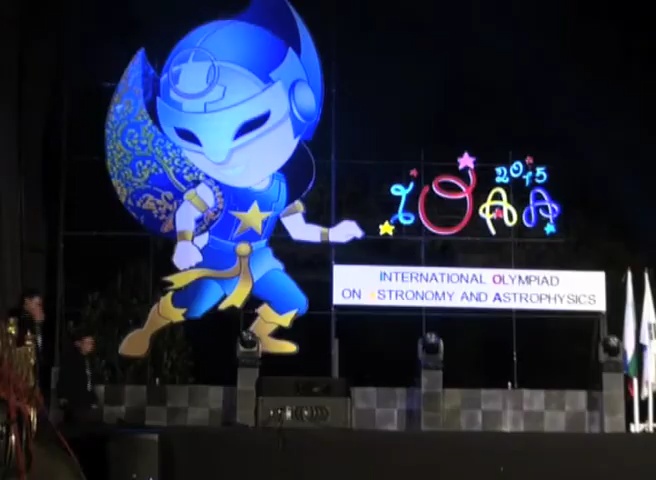 2015
IOAA
INTERNATIONAL OLYMPIAD
ON ASTRONOMY AND ASTROPHYSICS